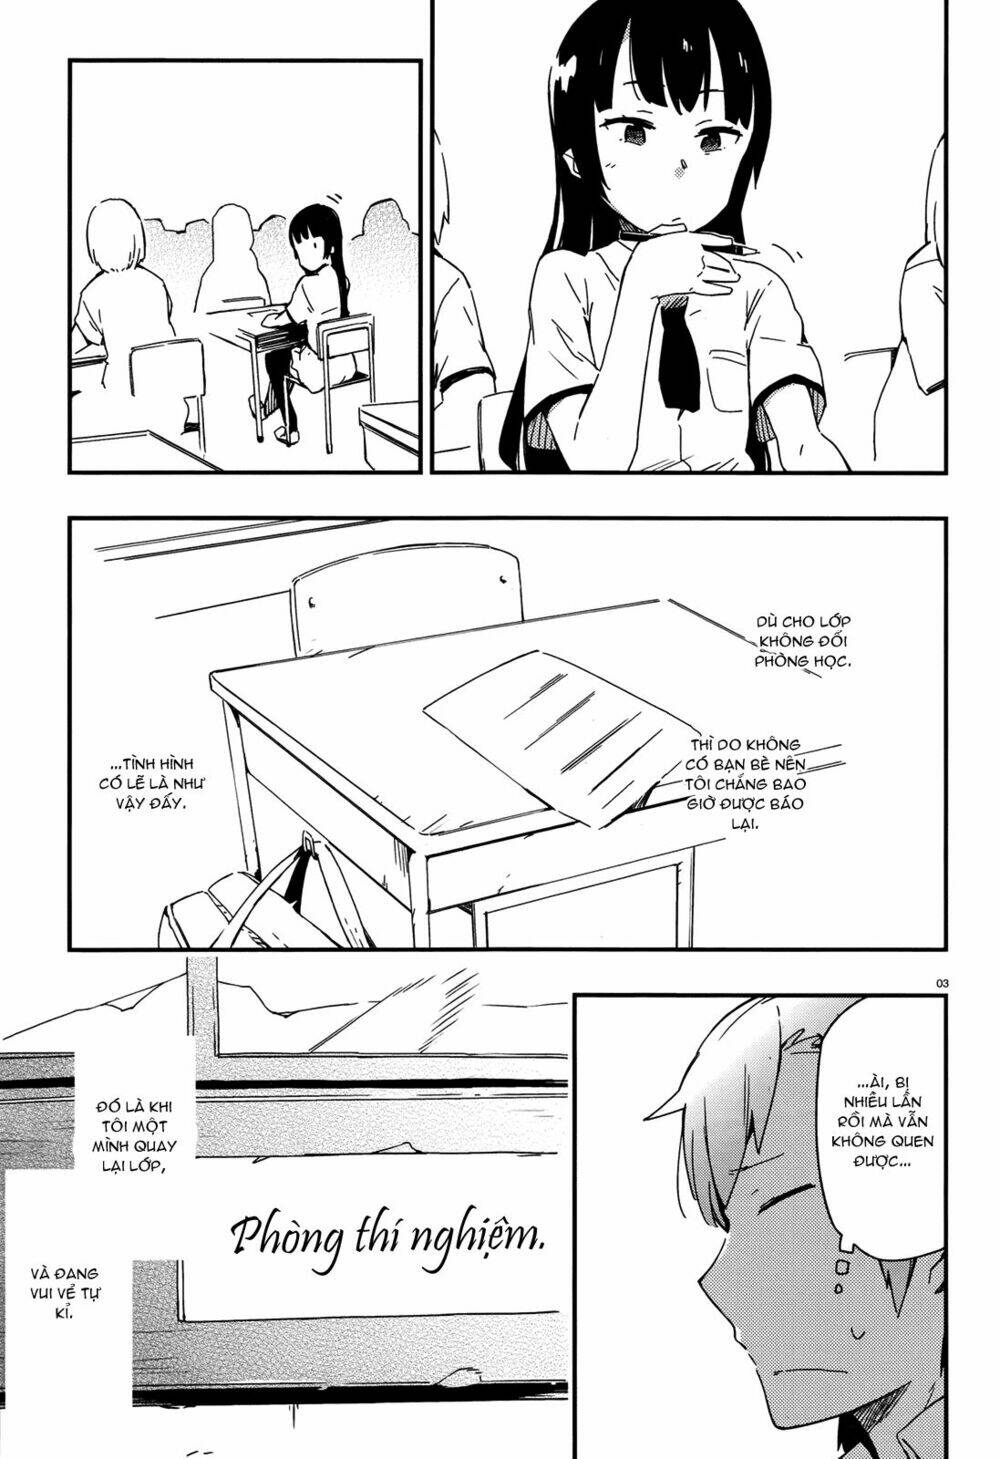 DÙ CHO LỚP
KHÔNG ĐỔI
PHÒNG HỌC.
THÌ DO KHÔNG
CÓ BẠN BÈ NÊN
TÔI CHẲNG BAO
GIỜ ĐƯỢC BÁO
LẠI.
...TÌNH HÌNH
CÓ LẼ LÀ NHƯ
VẬY ĐẤY.
03
...ÀI, BỊ
NHIỀU LẦN
RỒI MÀ VẪN
KHÔNG QUEN
ĐƯỢC...
ĐÓ LÀ KHI
TÔI MỘT
MÌNH QUAY
LẠI LỚP,
Phòng thí nghiệm.
VÀ ĐANG
VUI VẺ TỰ
KỈ.